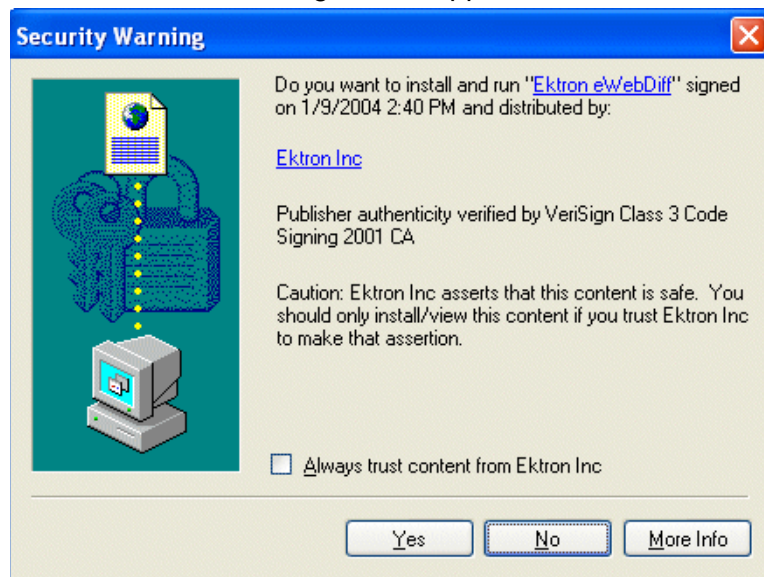 Security Warning
Do you want to install and run "Ektron eWebDiff" signed
on 1/9/2004 2:40 PM and distributed by:
Ektron Inc
Publisher authenticity verified by VeriSign Class 3 Code
Signing 2001 CA
Caution: Ektron Inc asserts that this content is safe. You
should only install/view this content if you trust Ektron Inc
to make that assertion.
Always trust content from Ektron Inc
Yes No More Info